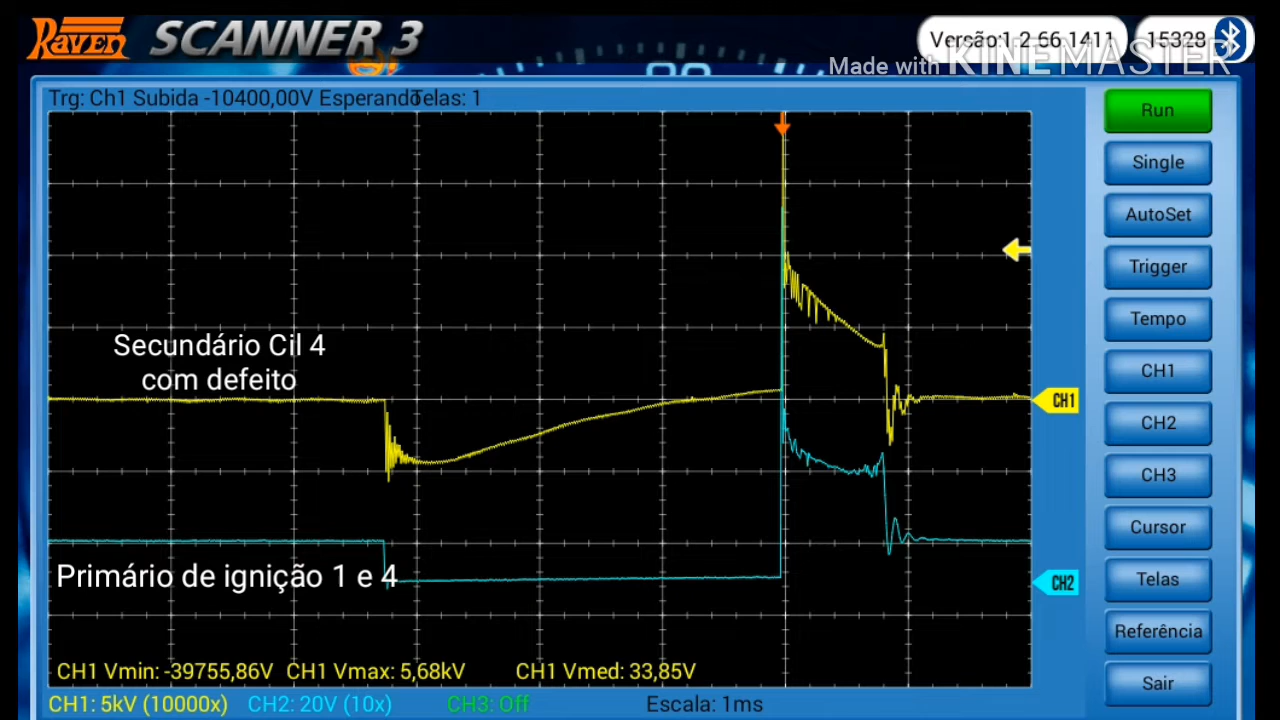 Raven SCANNER 3
Versão:1.2.66.1411 15328
Made with KINEMASTER
Trg: Ch1 Subida -10400,00V Esperando Telas: 1
Run
Single
AutoSet
Trigger
Tempo
CH1
CH2
CH3
Cursor
Telas
Referência
Sair
Secundário Cil 4
com defeito
CH1
Primário de ignição 1 e 4
CH2
CH1 Vmin: -39755,86V CH1 Vmax: 5,68kV CH1 Vmed: 33,85V
CH1: 5kV (10000x) CH2: 20V (10x) CH3: Off Escala: 1ms